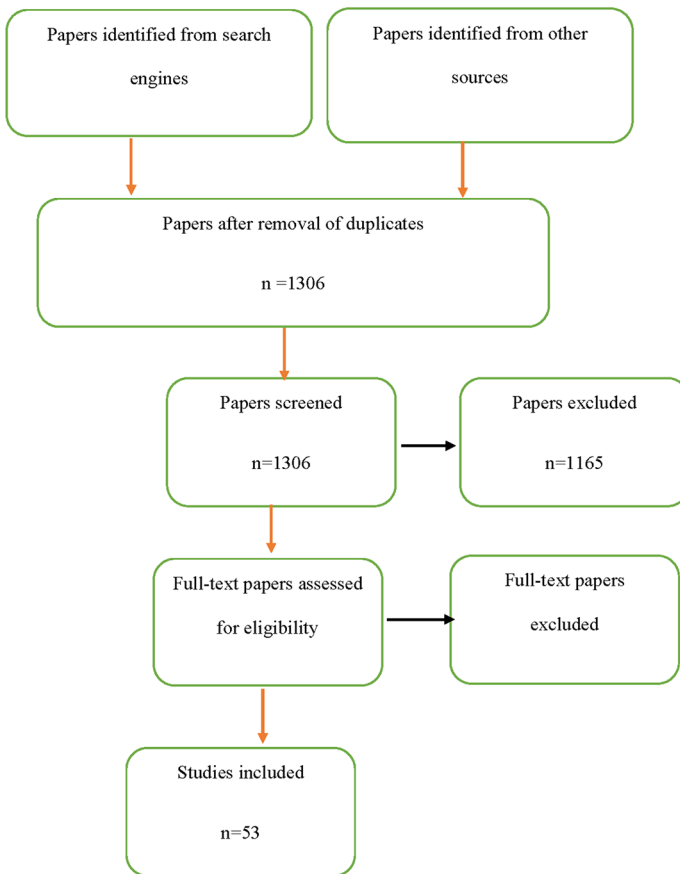 Papers identified from search
engines
Papers identified from other
sources
Papers after removal of duplicates
n =1306
Papers screened
n=1306
Papers excluded
n=1165
Full-text papers assessed
for eligibility
Full-text papers
excluded
Studies included
n=53